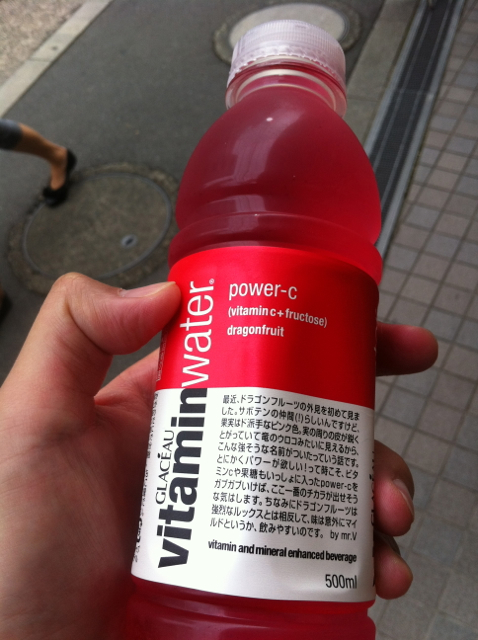 power-c
(vitamin c + fructose)
dragonfruit
GLACÉAU
vitaminwater®
最近、ドラゴンフルーツの外見を初めて見ま
した。サボテンの仲間(!)らしいんですけど、
果実はド派手なピンク色。実の周りの皮が鋭く
とがっていて竜のウロコみたいに見えるから、
こんな強そうな名前がついたっていう話です。
とにかくパワーが欲しい!って時こそ、ビタ
ミンCや果糖もいっしょに入ったpower-cを
ガブガブいけば、ここ一番のチカラが出せそう
な気はします。ちなみにドラゴンフルーツは
強烈なルックスとは相反して、味は意外にマイ
ルドというか、飲みやすいのです。 by mr.V
vitamin and mineral enhanced beverage
500ml